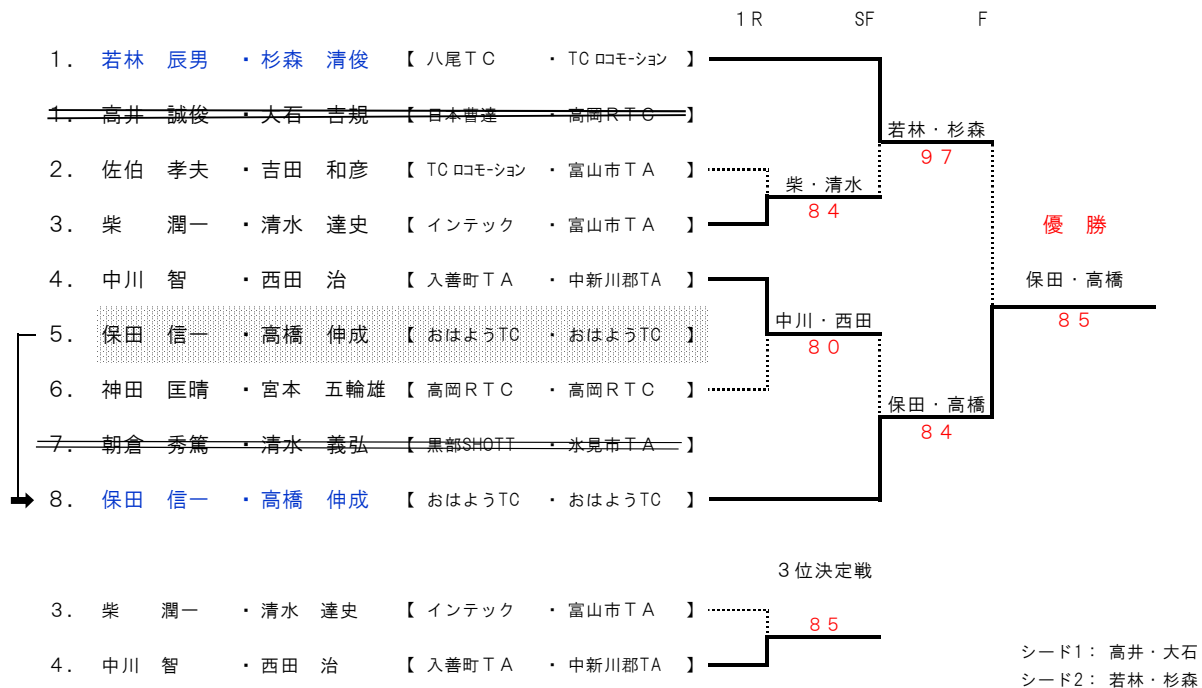 １Ｒ SF F
1. 若林 辰男 ・杉森 清俊 【 八尾ＴＣ ・ TCロコモーション 】
1. 高井 誠俊 ・大石 吉規 【 日本曹達 ・ 高岡ＲＴＣ 】
若林・杉森
９７
2. 佐伯 孝夫 ・吉田 和彦 【 TCロコモーション ・ 富山市ＴＡ 】
柴・清水
８４
3. 柴 潤一 ・清水 達史 【 インテック ・ 富山市ＴＡ 】
優 勝
4. 中川 智 ・西田 治 【 入善町ＴＡ ・ 中新川郡TA 】
保田・高橋
８５
中川・西田
8０
5. 保田 信一 ・高橋 伸成 【 おはようTC ・ おはようTC 】
6. 神田 匡晴 ・宮本 五輪雄 【 高岡ＲＴＣ ・ 高岡ＲＴＣ 】
保田・高橋
８４
7. 朝倉 秀篤 ・清水 義弘 【 黒部SHOTT ・ 氷見市ＴＡ 】
8. 保田 信一 ・高橋 伸成 【 おはようTC ・ おはようTC 】
３位決定戦
3. 柴 潤一 ・清水 達史 【 インテック ・ 富山市ＴＡ 】
８５
4. 中川 智 ・西田 治 【 入善町ＴＡ ・ 中新川郡TA 】
シード1： 高井・大石
シード2： 若林・杉森